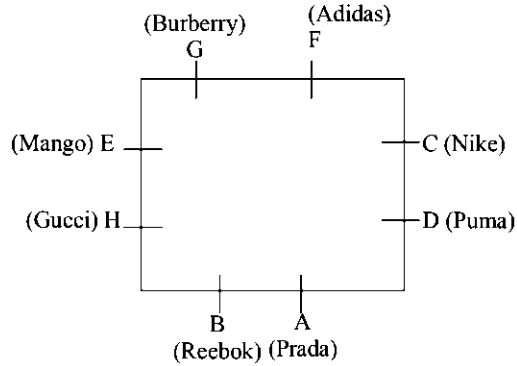 (Burberry) (Adidas)
G F
(Mango) E C (Nike)
(Gucci) H D (Puma)
B A
(Reebok) (Prada)